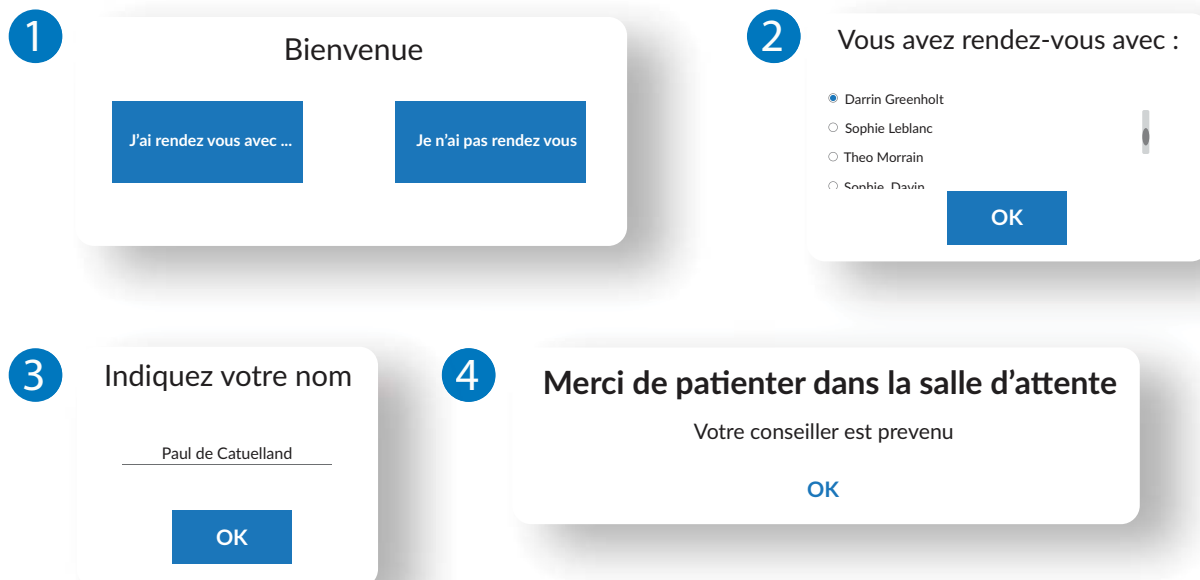 1
Bienvenue
J'ai rendez vous avec ...
Je n'ai pas rendez vous
2
Vous avez rendez-vous avec :
Darrin Greenholt
Sophie Leblanc
Theo Morrain
Sophie Davin
OK
3
Indiquez votre nom
Paul de Catuelland
OK
4
Merci de patienter dans la salle d'attente
Votre conseiller est prevenu
OK